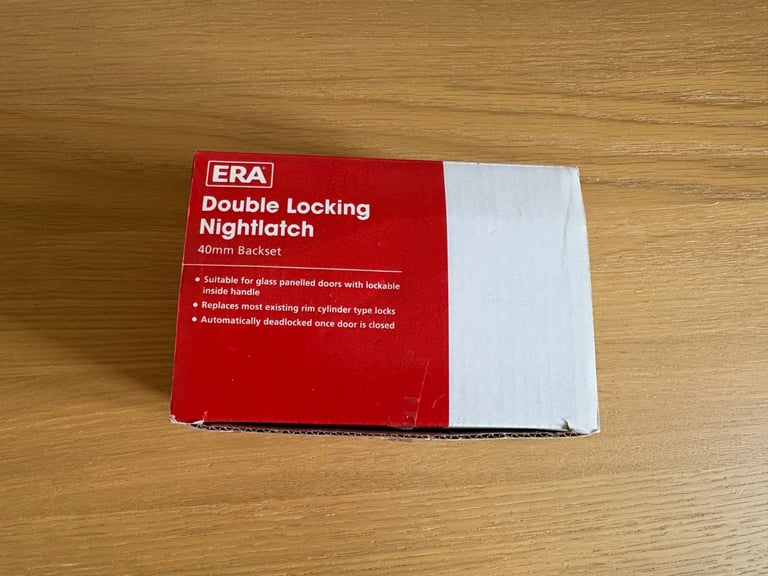 ERA
Double Locking
Nightlatch
40mm Backset
• Suitable for glass panelled doors with lockable
inside handle
• Replaces most existing rim cylinder type locks
• Automatically deadlocked once door is closed